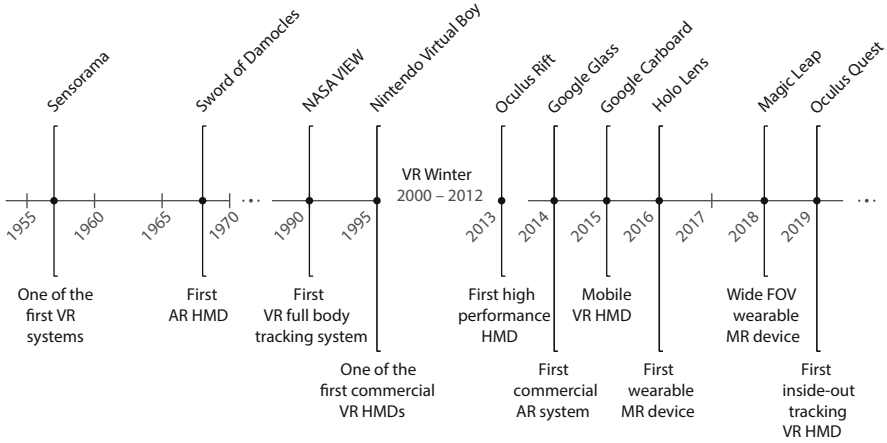 Sensorama
Sword of Damocles
NASA VIEW
Nintendo Virtual Boy
Oculus Rift
Google Glass
Google Carboard
Holo Lens
Magic Leap
Oculus Quest
VR Winter
2000 – 2012
1955
1960
1965
1970
1990
1995
2013
2014
2015
2016
2017
2018
2019
One of the
first VR
systems
First
AR HMD
First
VR full body
tracking system
One of the
first commercial
VR HMDs
First high
performance
HMD
First
commercial
AR system
Mobile
VR HMD
First
wearable
MR device
Wide FOV
wearable
MR device
First
inside-out
tracking
VR HMD